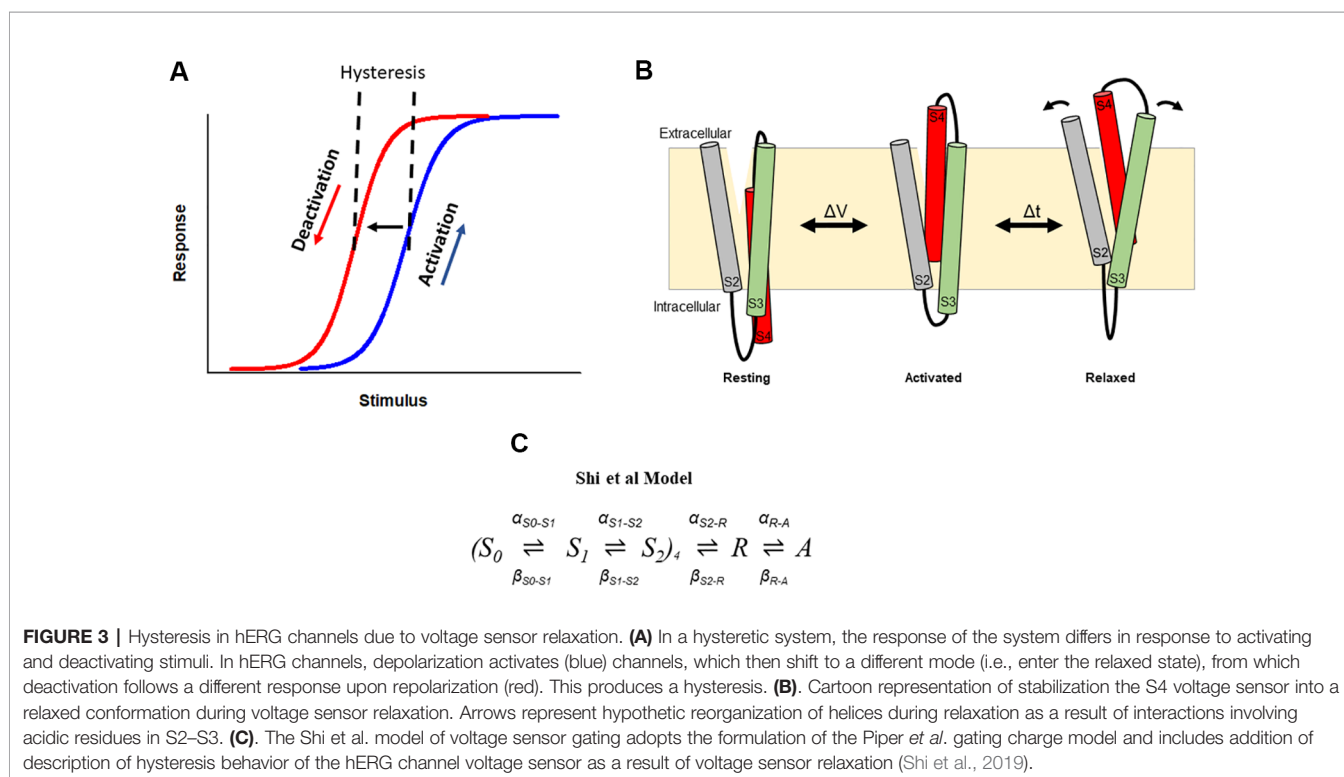 A
Hysteresis
Deactivation
Activation
Response
Stimulus
B
Extracellular
Intracellular
S2
S3
S4
ΔV
S4
S2
S3
Δt
S4
S2
S3
Resting
Activated
Relaxed
C
Shi et al Model
αS0-S1 αS1-S2 αS2-R αR-A
(S0 ⇌ S1 ⇌ S2)4 ⇌ R ⇌ A
βS0-S1 βS1-S2 βS2-R βR-A
FIGURE 3 | Hysteresis in hERG channels due to voltage sensor relaxation. (A) In a hysteretic system, the response of the system differs in response to activating
and deactivating stimuli. In hERG channels, depolarization activates (blue) channels, which then shift to a different mode (i.e., enter the relaxed state), from which
deactivation follows a different response upon repolarization (red). This produces a hysteresis. (B). Cartoon representation of stabilization the S4 voltage sensor into a
relaxed conformation during voltage sensor relaxation. Arrows represent hypothetic reorganization of helices during relaxation as a result of interactions involving
acidic residues in S2–S3. (C). The Shi et al. model of voltage sensor gating adopts the formulation of the Piper et al. gating charge model and includes addition of
description of hysteresis behavior of the hERG channel voltage sensor as a result of voltage sensor relaxation (Shi et al., 2019).